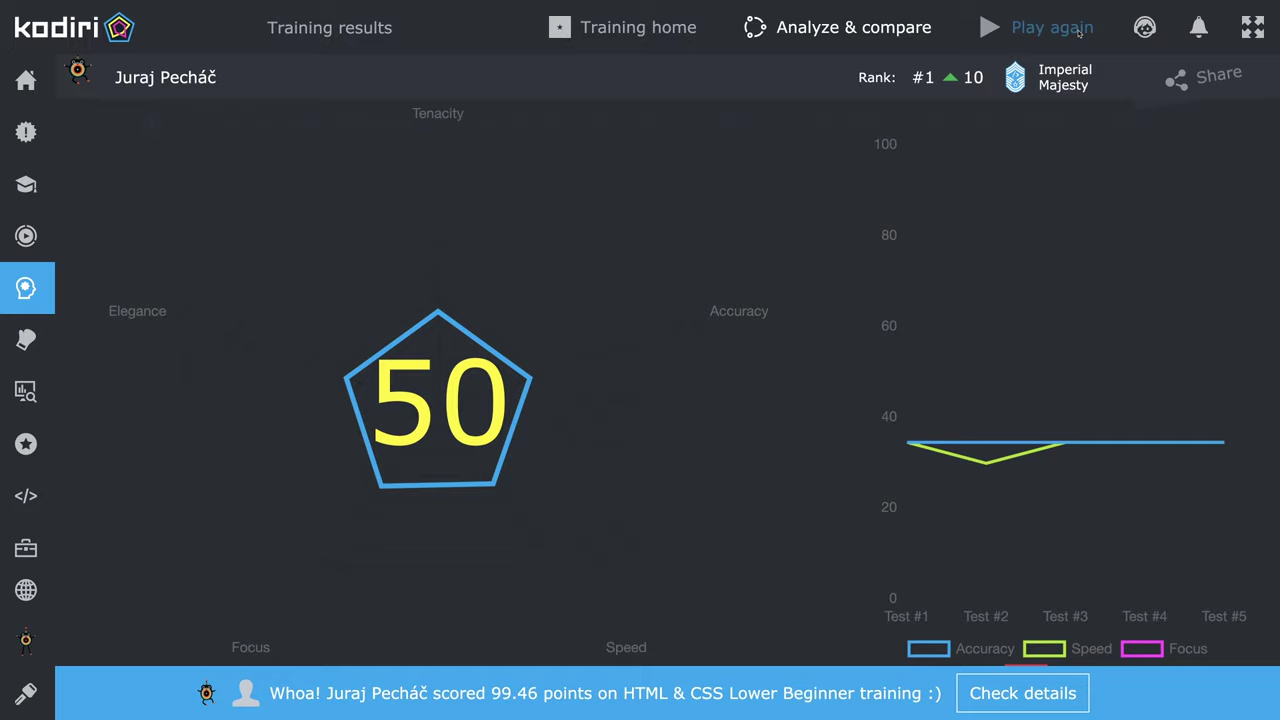 kodiri
Training results
Training home
Analyze & compare
Play again
Juraj Pecháč
Rank: #1 10
Imperial
Majesty
Share
Tenacity
Elegance
Accuracy
50
Focus
Speed
100
80
60
40
20
0
Test #1 Test #2 Test #3 Test #4 Test #5
Accuracy Speed Focus
Whoa! Juraj Pecháč scored 99.46 points on HTML & CSS Lower Beginner training :)
Check details